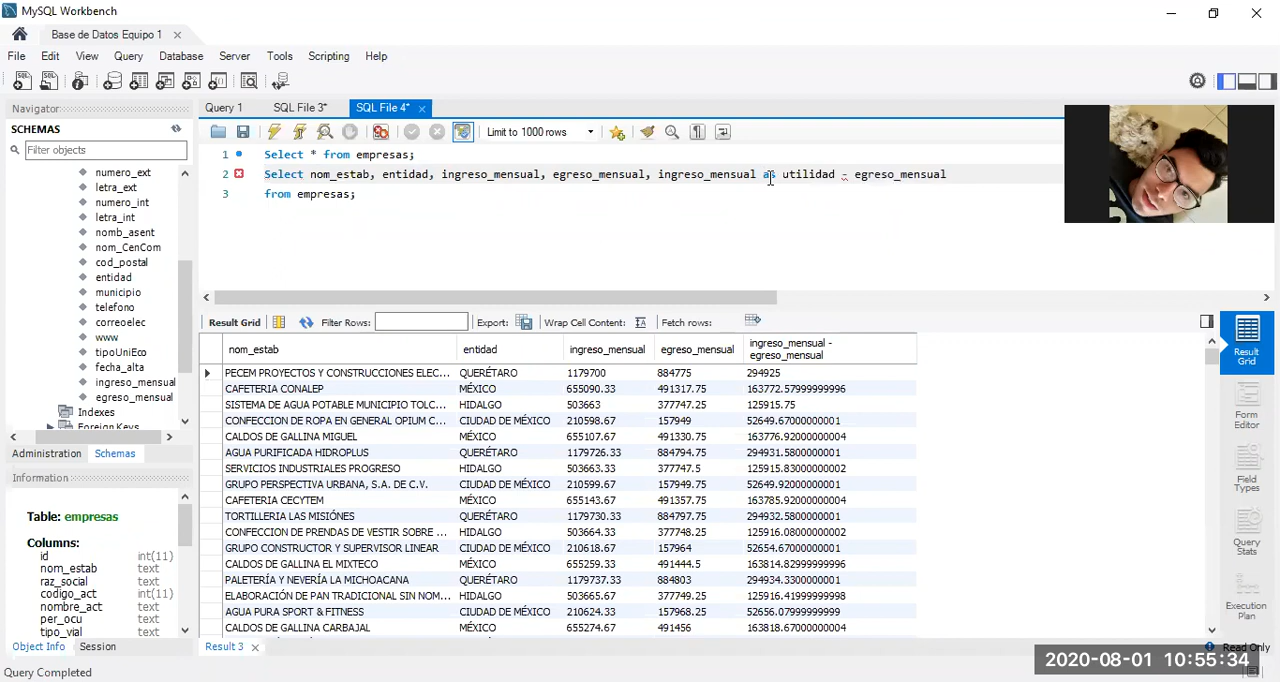 MySQL Workbench
Base de Datos Equipo 1
File Edit View Query Database Server Tools Scripting Help
Navigator
SCHEMAS
Filter objects
numero_ext
letra_ext
numero_int
letra_int
nomb_asent
nom_CenCom
cod_postal
entidad
municipio
telefono
correoelec
www
tipoUniEco
fecha_alta
ingreso_mensual
egreso_mensual
Indexes
Foreign Keys
Administration Schemas
Information
Table: empresas
Columns:
id int(11)
nom_estab text
raz_social text
codigo_act int(11)
nombre_act text
per_ocu text
tipo_vial text
Object Info Session
Query Completed
Query 1 SQL File 3* SQL File 4*
Limit to 1000 rows
1 Select * from empresas;
2 Select nom_estab, entidad, ingreso_mensual, egreso_mensual, ingreso_mensual as utilidad - egreso_mensual
3 from empresas;
Result Grid Filter Rows: Export: Wrap Cell Content: Fetch rows:
nom_estab entidad ingreso_mensual egreso_mensual ingreso_mensual - egreso_mensual
PECEM PROYECTOS Y CONSTRUCCIONES ELEC... QUERÉTARO 1179700 884775 294925
CAFETERIA CONALEP MÉXICO 655090.33 491317.75 163772.57999999996
SISTEMA DE AGUA POTABLE MUNICIPIO TOLC... HIDALGO 503663 377747.25 125915.75
CONFECCION DE ROPA EN GENERAL OPIUM C... CIUDAD DE MÉXICO 210598.67 157949 52649.67000000001
CALDOS DE GALLINA MIGUEL MÉXICO 655107.67 491330.75 163776.92000000004
AGUA PURIFICADA HIDROPLUS QUERÉTARO 1179726.33 884794.75 294931.5800000001
SERVICIOS INDUSTRIALES PROGRESO HIDALGO 503663.33 377747.5 125915.83000000002
GRUPO PERSPECTIVA URBANA, S.A. DE C.V. CIUDAD DE MÉXICO 210599.67 157949.75 52649.92000000001
CAFETERIA CECYTEM MÉXICO 655143.67 491357.75 163785.92000000004
TORTILLERIA LAS MISIÓNES QUERÉTARO 1179730.33 884797.75 294932.5800000001
CONFECCION DE PRENDAS DE VESTIR SOBRE ... HIDALGO 503664.33 377748.25 125916.08000000002
GRUPO CONSTRUCTOR Y SUPERVISOR LINEAR CIUDAD DE MÉXICO 210618.67 157964 52654.67000000001
CALDOS DE GALLINA EL MIXTECO MÉXICO 655259.33 491444.5 163814.82999999996
PALETERÍA Y NEVERÍA LA MICHOACANA QUERÉTARO 1179737.33 884803 294934.3300000001
ELABORACIÓN DE PAN TRADICIONAL SIN NOM... HIDALGO 503665.67 377749.25 125916.41999999998
AGUA PURA SPORT & FITNESS CIUDAD DE MÉXICO 210624.33 157968.25 52656.07999999999
CALDOS DE GALLINA CARBAJAL MÉXICO 655274.67 491456 163818.67000000004
Result Grid
Form Editor
Field Types
Query Stats
Execution Plan
Result 3
Read Only
2020-08-01 10:55:34